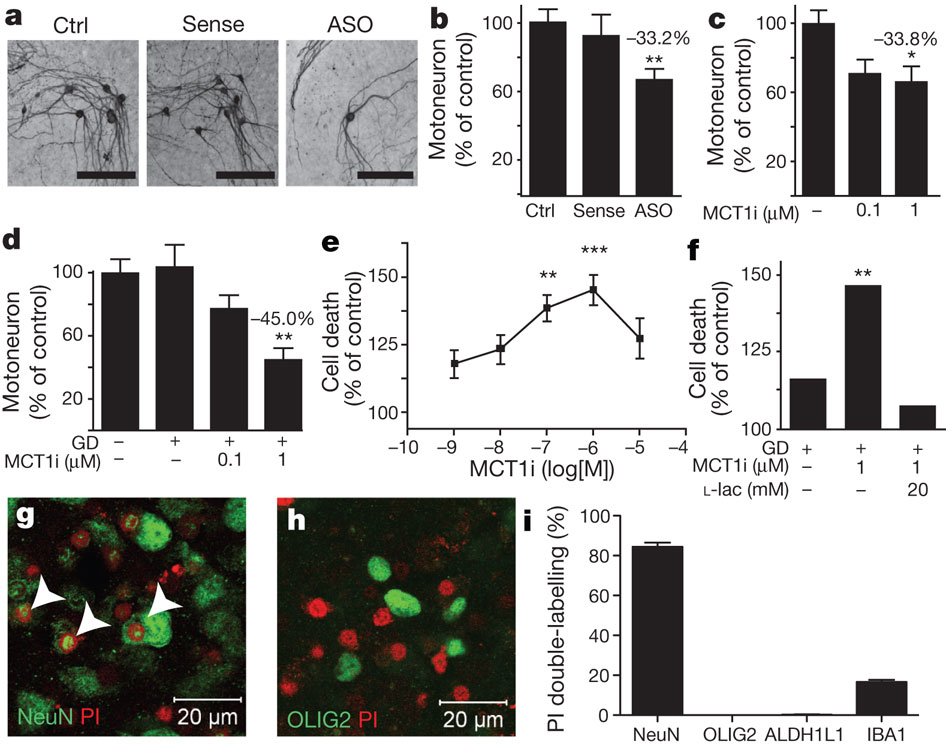 a
Ctrl
Sense
ASO
b
Motoneuron
(% of control)
100
60
20
–33.2%
**
Ctrl
Sense
ASO
c
Motoneuron
(% of control)
100
60
20
–33.8%
*
MCT1i (μM)
–
0.1
1
d
Motoneuron
(% of control)
100
60
20
–45.0%
**
GD
–
+
+
+
MCT1i (μM)
–
–
0.1
1
e
Cell death
(% of control)
150
125
100
**
***
–10
–9
–8
–7
–6
–5
–4
MCT1i (log[M])
f
Cell death
(% of control)
150
125
100
**
GD
+
+
+
MCT1i (μM)
–
1
1
L-lac (mM)
–
–
20
g
NeuN PI
20 μm
h
OLIG2 PI
20 μm
i
PI double-labelling (%)
100
80
60
40
20
0
NeuN
OLIG2
ALDH1L1
IBA1